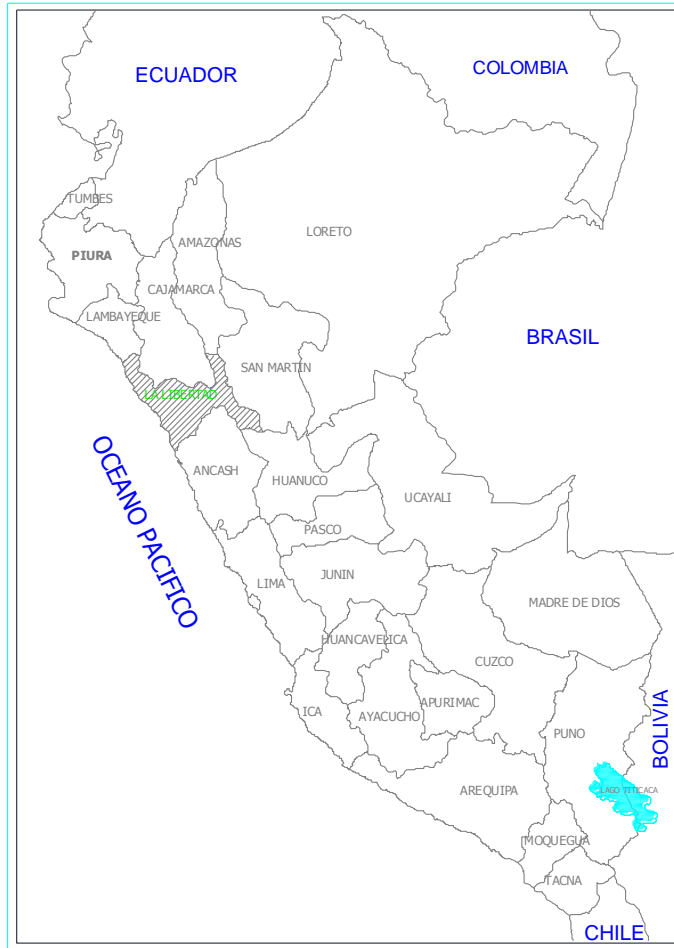 COLOMBIA
ECUADOR
TUMBES
LORETO
AMAZONAS
PIURA
CAJAMARCA
LAMBAYEQUE
BRASIL
SAN MARTIN
LA LIBERTAD
OCEANO PACIFICO
ANCASH
HUANUCO
UCAYALI
PASCO
JUNIN
LIMA
MADRE DE DIOS
HUANCAVELICA
CUZCO
APURIMAC
ICA
AYACUCHO
PUNO
BOLIVIA
AREQUIPA
LAGO TITICACA
MOQUEGUA
TACNA
CHILE